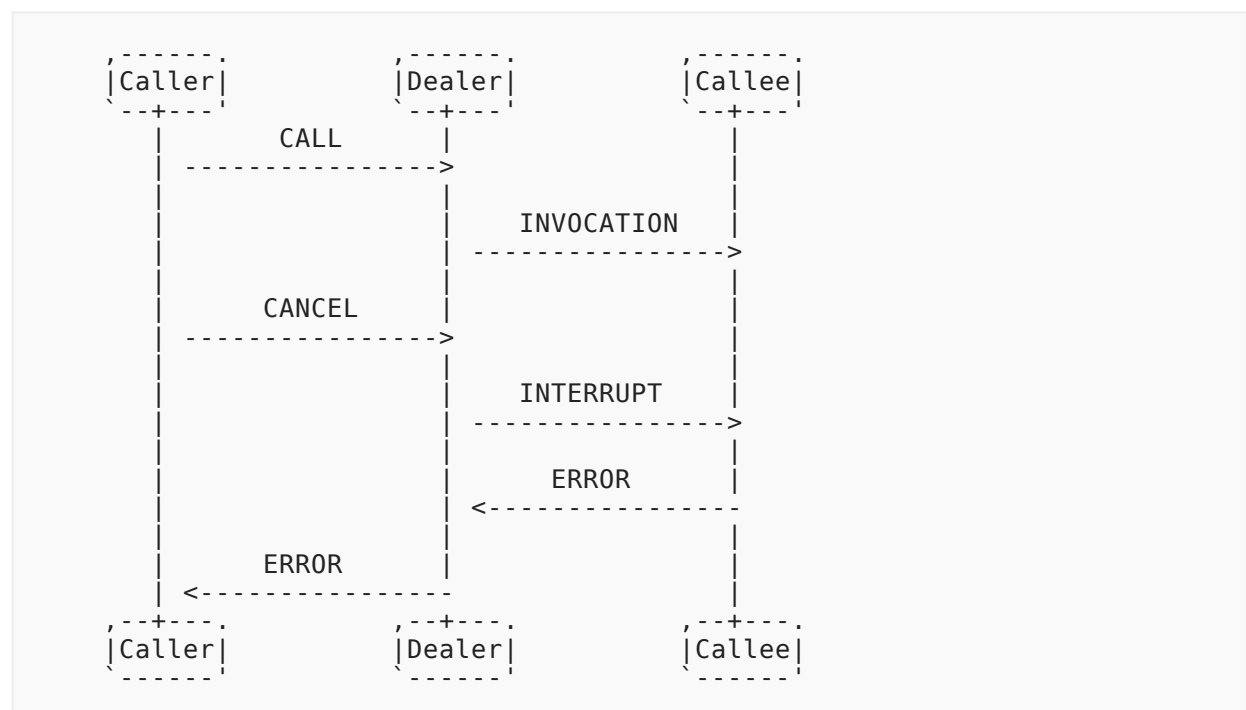 Caller Dealer Callee
CALL
INVOCATION
CANCEL
INTERRUPT
ERROR
ERROR
Caller Dealer Callee